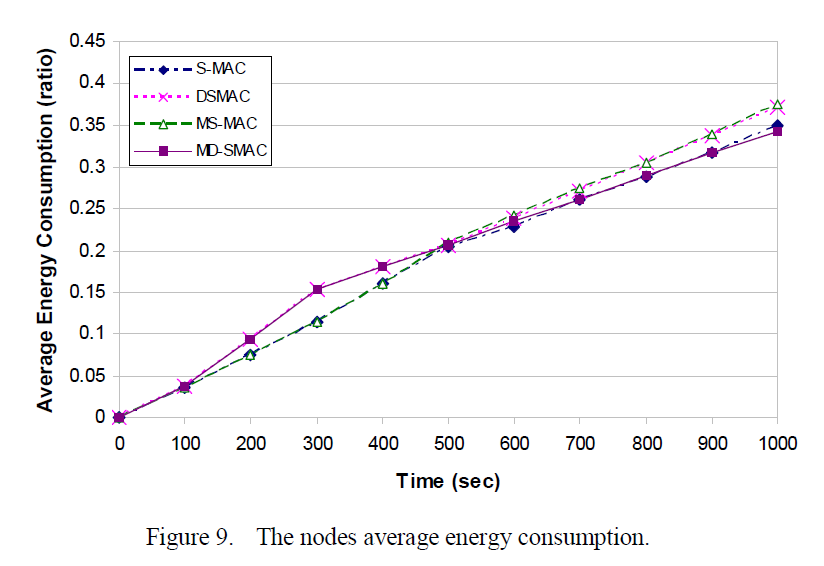 0.45
0.4
0.35
0.3
0.25
0.2
0.15
0.1
0.05
0
Average Energy Consumption (ratio)
S-MAC
DSMAC
MS-MAC
MD-SMAC
0 100 200 300 400 500 600 700 800 900 1000
Time (sec)
Figure 9. The nodes average energy consumption.